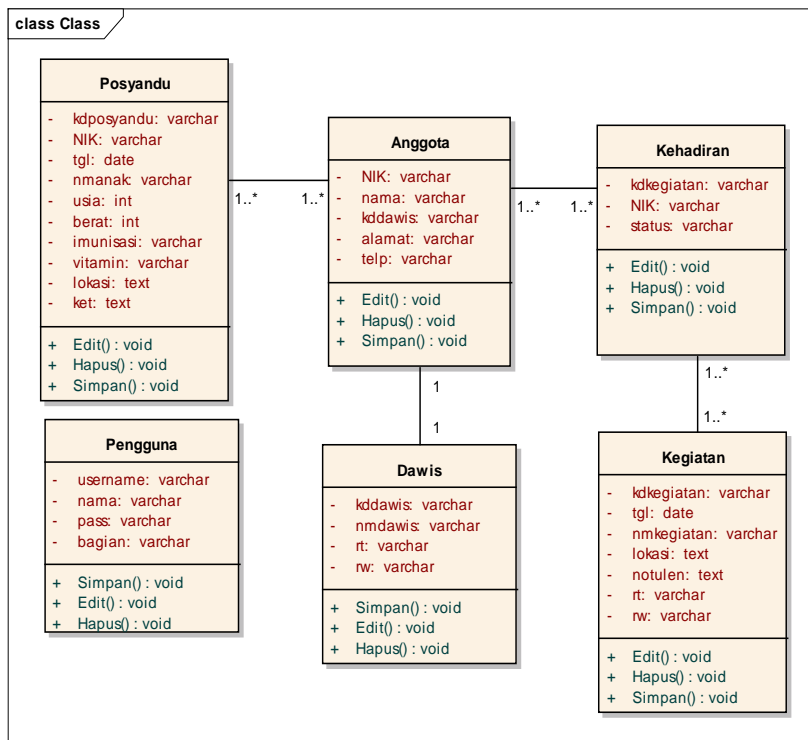 class Class
Posyandu
- kdposyandu: varchar
- NIK: varchar
- tgl: date
- nmanak: varchar
- usia: int
- berat: int
- imunisasi: varchar
- vitamin: varchar
- lokasi: text
- ket: text
+ Edit() : void
+ Hapus() : void
+ Simpan() : void
1..*
1..*
Anggota
- NIK: varchar
- nama: varchar
- kddawis: varchar
- alamat: varchar
- telp: varchar
+ Edit() : void
+ Hapus() : void
+ Simpan() : void
1..*
1..*
Kehadiran
- kdkegiatan: varchar
- NIK: varchar
- status: varchar
+ Edit() : void
+ Hapus() : void
+ Simpan() : void
1
1
1..*
1..*
Pengguna
- username: varchar
- nama: varchar
- pass: varchar
- bagian: varchar
+ Simpan() : void
+ Edit() : void
+ Hapus() : void
Dawis
- kddawis: varchar
- nmdawis: varchar
- rt: varchar
- rw: varchar
+ Simpan() : void
+ Edit() : void
+ Hapus() : void
Kegiatan
- kdkegiatan: varchar
- tgl: date
- nmkegiatan: varchar
- lokasi: text
- notulen: text
- rt: varchar
- rw: varchar
+ Edit() : void
+ Hapus() : void
+ Simpan() : void